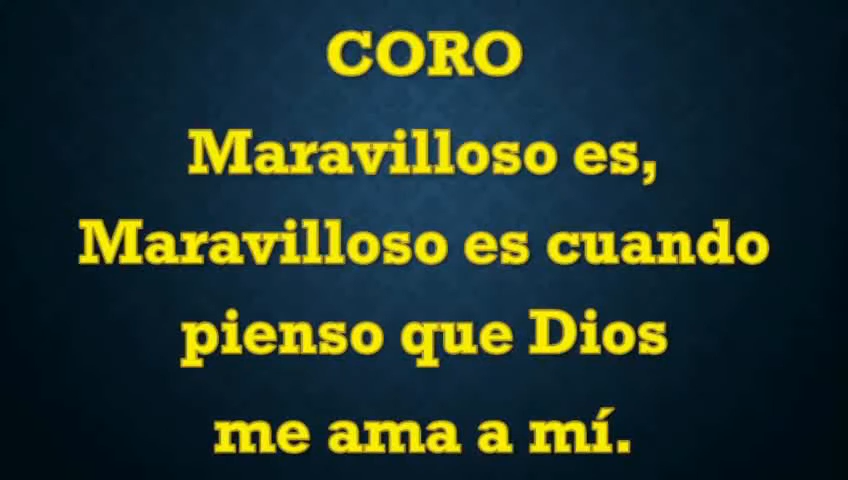 CORO
Maravilloso es,
Maravilloso es cuando
pienso que Dios
me ama a mí.